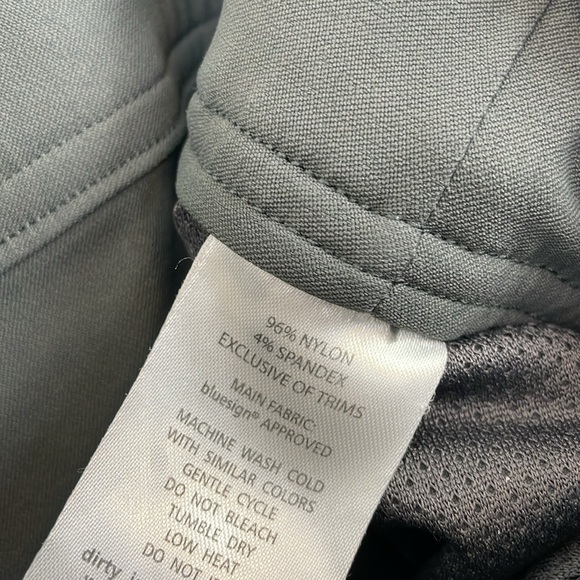 96% NYLON
4% SPANDEX
EXCLUSIVE OF TRIMS
MAIN FABRIC:
bluesign® APPROVED
MACHINE WASH COLD
WITH SIMILAR COLORS
GENTLE CYCLE
DO NOT BLEACH
TUMBLE DRY
LOW HEAT
DO NOT
dirty